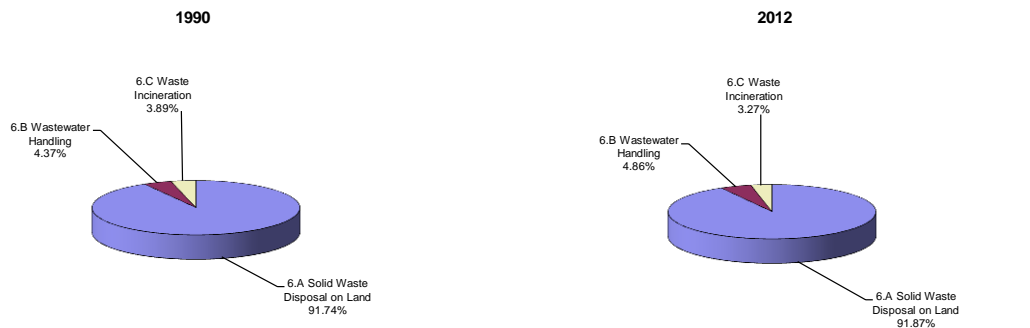 1990
6.C Waste
Incineration
3.89%
6.B Wastewater
Handling
4.37%
6.A Solid Waste
Disposal on Land
91.74%
2012
6.C Waste
Incineration
3.27%
6.B Wastewater
Handling
4.86%
6.A Solid Waste
Disposal on Land
91.87%